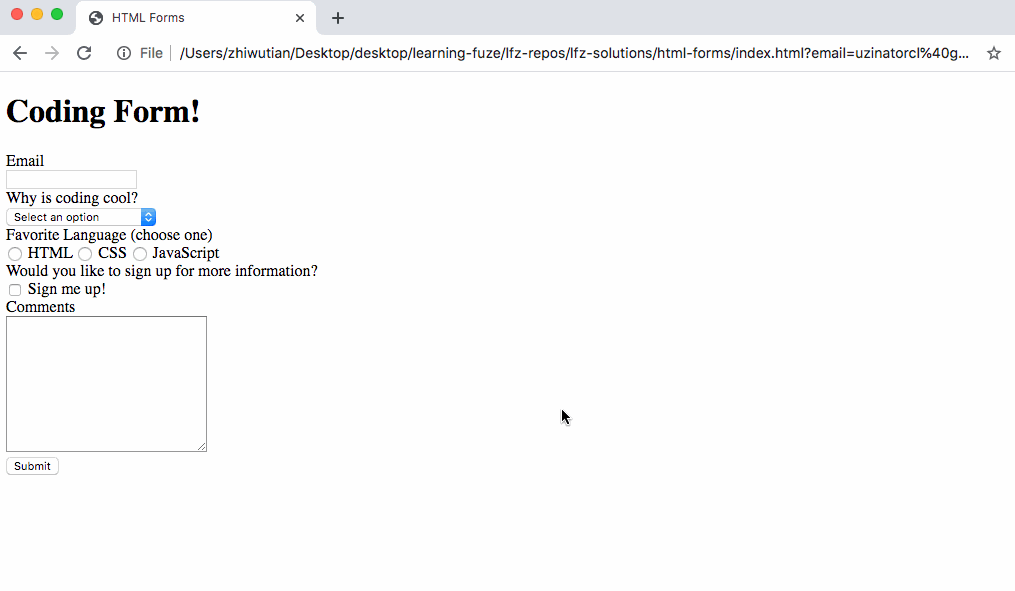 HTML Forms
File /Users/zhiwutian/Desktop/desktop/learning-fuze/lfz-repos/lfz-solutions/html-forms/index.html?email=uzinatorcl%40g...
Coding Form!
Email
Why is coding cool?
Select an option
Favorite Language (choose one)
HTML CSS JavaScript
Would you like to sign up for more information?
Sign me up!
Comments
Submit